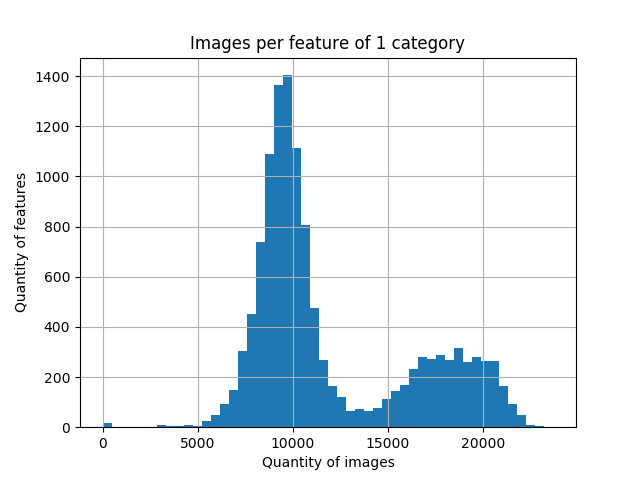 Images per feature of 1 category
1400
1200
1000
800
600
400
200
0
Quantity of features
0 5000 10000 15000 20000
Quantity of images